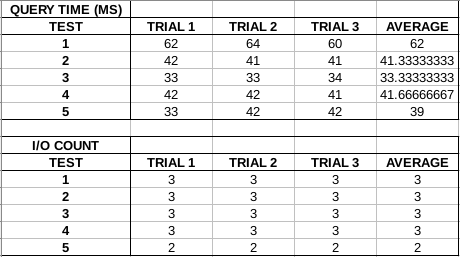 QUERY TIME (MS)
TEST TRIAL 1 TRIAL 2 TRIAL 3 AVERAGE
1 62 64 60 62
2 42 41 41 41.33333333
3 33 33 34 33.33333333
4 42 42 41 41.66666667
5 33 42 42 39
I/O COUNT
TEST TRIAL 1 TRIAL 2 TRIAL 3 AVERAGE
1 3 3 3 3
2 3 3 3 3
3 3 3 3 3
4 3 3 3 3
5 2 2 2 2